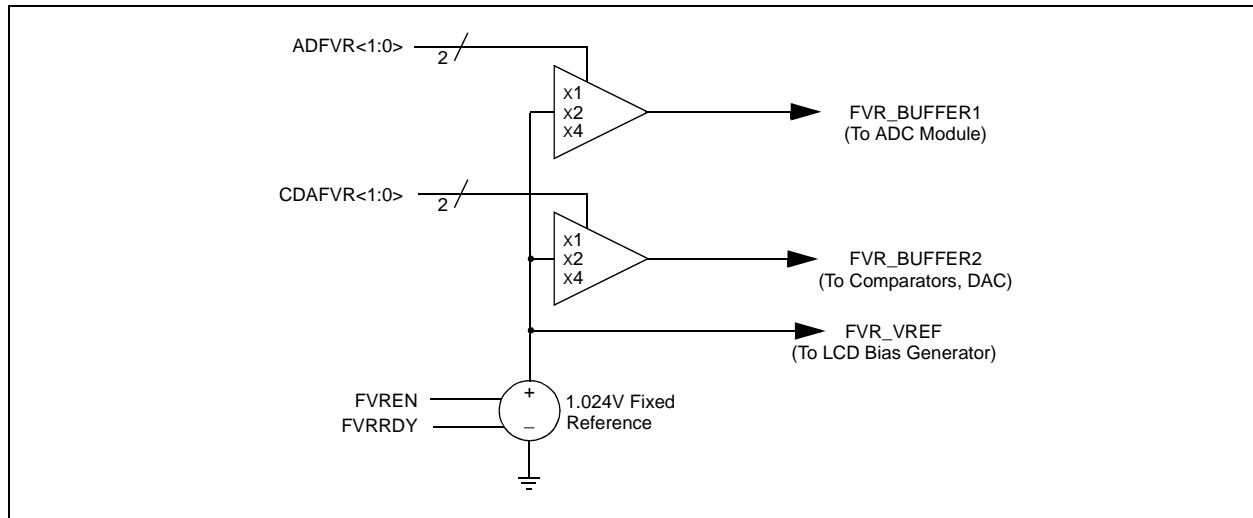 ADFVR<1:0>
2
X1
X2
X4
FVR_BUFFER1
(To ADC Module)
CDAFVR<1:0>
2
X1
X2
X4
FVR_BUFFER2
(To Comparators, DAC)
FVR_VREF
(To LCD Bias Generator)
FVREN
FVRRDY
+
_
1.024V Fixed
Reference